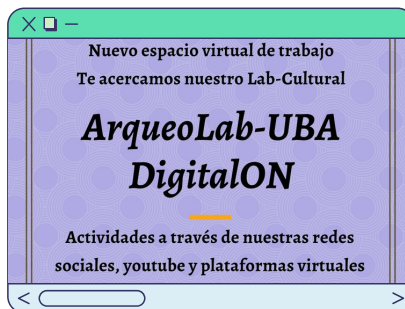 Nuevo espacio virtual de trabajo
Te acercamos nuestro Lab-Cultural
ArqueoLab-UBA
DigitalON
Actividades a través de nuestras redes
sociales, youtube y plataformas virtuales